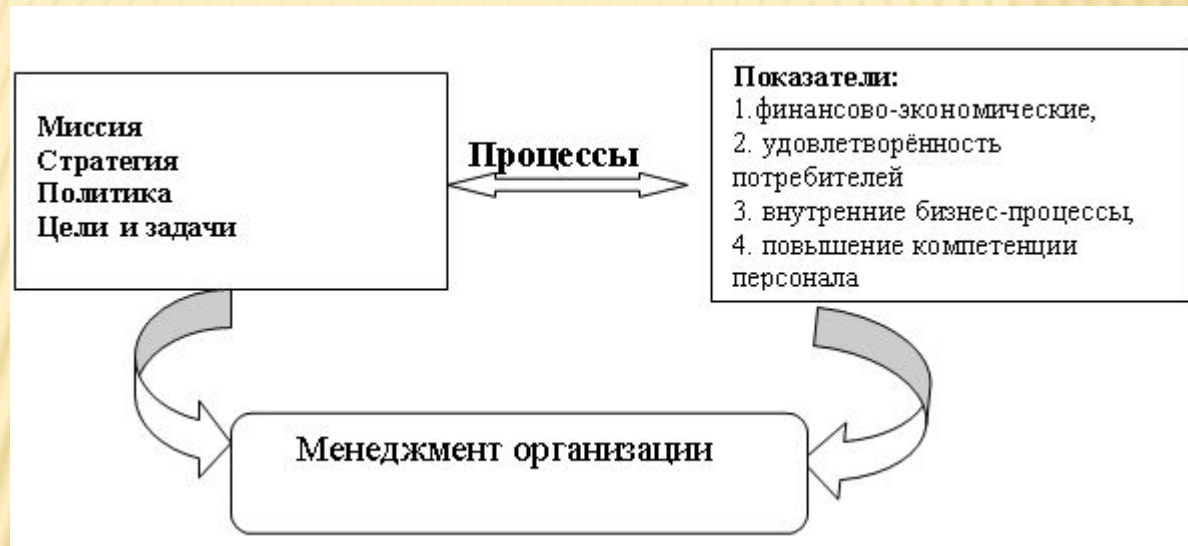 Миссия
Стратегия
Политика
Цели и задачи
Процессы
Показатели:
1.финансово-экономические,
2. удовлетворённость
потребителей
3. внутренние бизнес-процессы,
4. повышение компетенции
персонала
Менеджмент организации